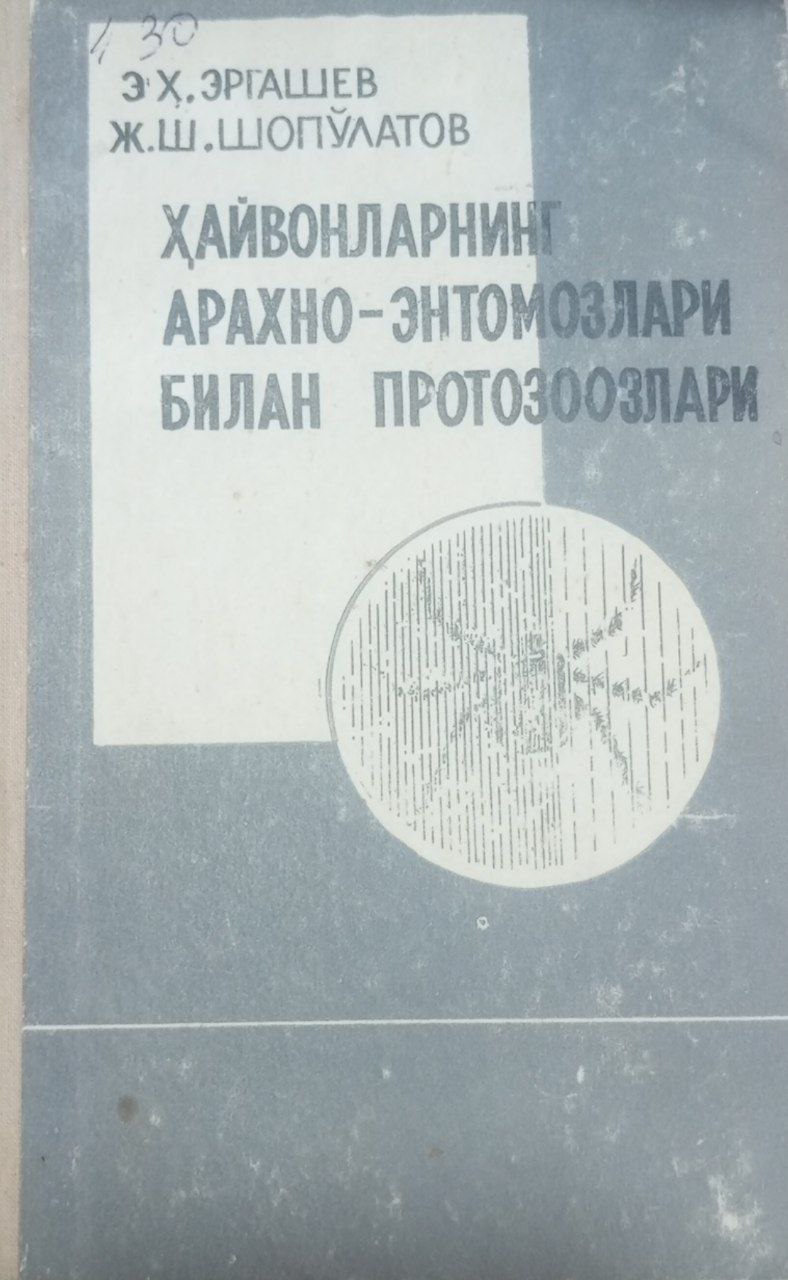 1,30
Э.Ҳ.ЭРГАШЕВ
Ж.Ш.ШОПЎЛАТОВ
ҲАЙВОНЛАРНИНГ
АРАХНО-ЭНТОМОЗЛАРИ
БИЛАН ПРОТОЗООЗЛАРИ